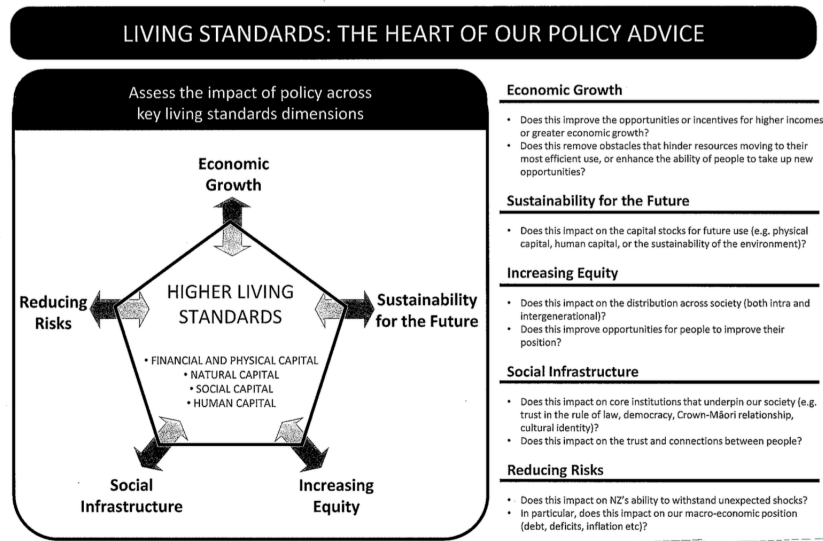 LIVING STANDARDS: THE HEART OF OUR POLICY ADVICE
Assess the impact of policy across
key living standards dimensions
Economic
Growth
Reducing
Risks
HIGHER LIVING
STANDARDS
Sustainability
for the Future
• FINANCIAL AND PHYSICAL CAPITAL
• NATURAL CAPITAL
• SOCIAL CAPITAL
• HUMAN CAPITAL
Social
Infrastructure
Increasing
Equity
Economic Growth
• Does this improve the opportunities or incentives for higher incomes
or greater economic growth?
• Does this remove obstacles that hinder resources moving to their
most efficient use, or enhance the ability of people to take up new
opportunities?
Sustainability for the Future
• Does this impact on the capital stocks for future use (e.g. physical
capital, human capital, or the sustainability of the environment)?
Increasing Equity
• Does this impact on the distribution across society (both intra and
intergenerational)?
• Does this improve opportunities for people to improve their
position?
Social Infrastructure
• Does this impact on core institutions that underpin our society (e.g.
trust in the rule of law, democracy, Crown-Māori relationship,
cultural identity)?
• Does this impact on the trust and connections between people?
Reducing Risks
• Does this impact on NZ's ability to withstand unexpected shocks?
• In particular, does this impact on our macro-economic position
(debt, deficits, inflation etc)?